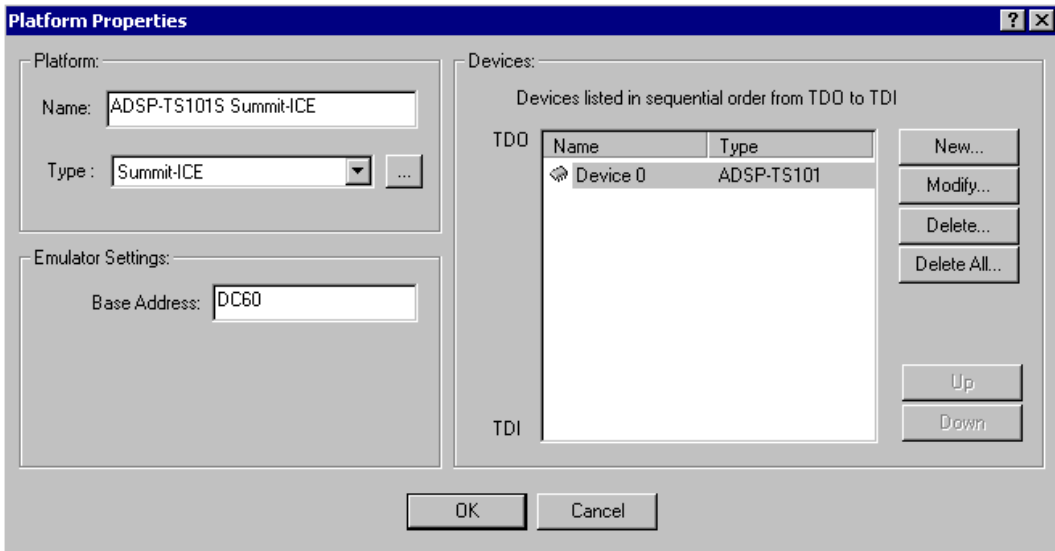 Platform Properties
Platform:
Name: ADSP-TS101S Summit-ICE
Type : Summit-ICE ...
Emulator Settings:
Base Address: DC60
Devices:
Devices listed in sequential order from TDO to TDI
TDO
Name Type
Device 0 ADSP-TS101
TDI
New...
Modify...
Delete...
Delete All...
Up
Down
OK Cancel